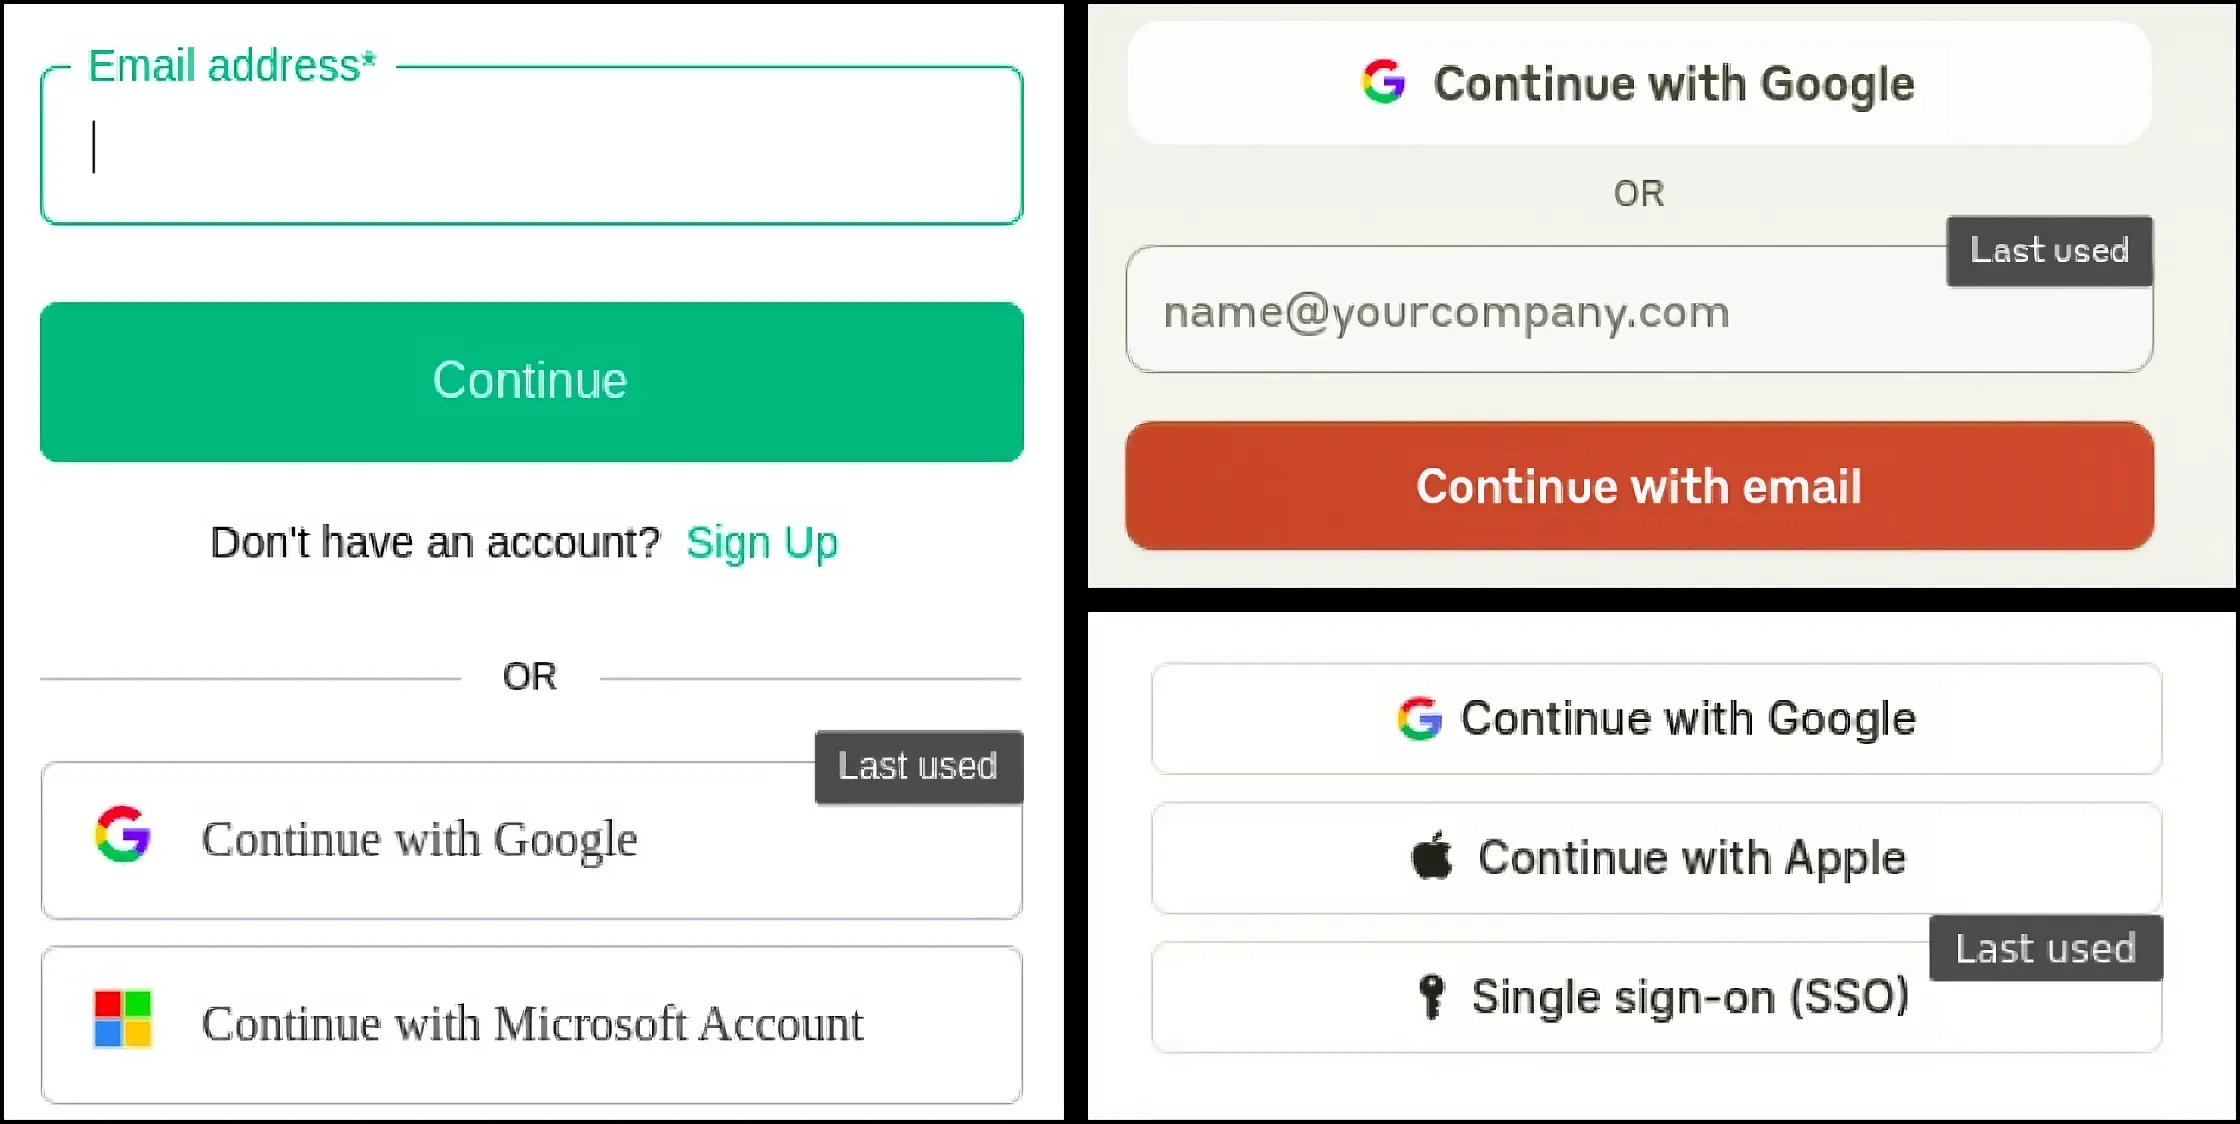 Email address*
Continue
Don't have an account? Sign Up
OR
Last used
Continue with Google
Continue with Microsoft Account
Continue with Google
OR
Last used
name@yourcompany.com
Continue with email
Continue with Google
Continue with Apple
Last used
Single sign-on (SSO)